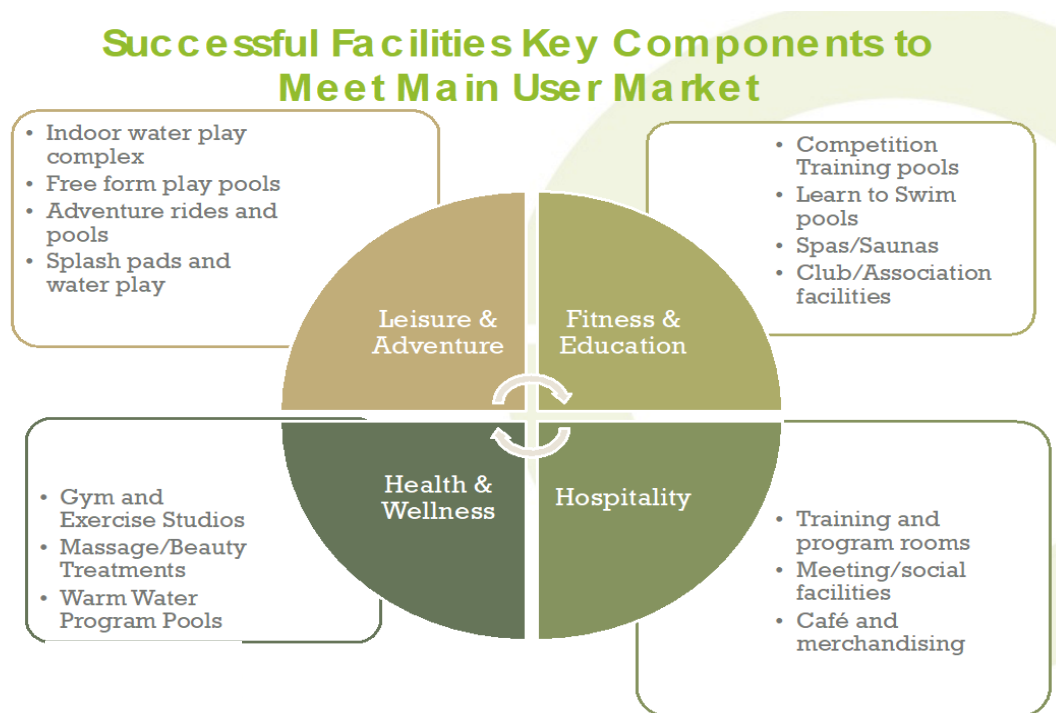 Successful Facilities Key Components to
Meet Main User Market
• Indoor water play
complex
• Free form play pools
• Adventure rides and
pools
• Splash pads and
water play
• Competition
Training pools
• Learn to Swim
pools
• Spas/Saunas
• Club/Association
facilities
Leisure &
Adventure
Fitness &
Education
Health &
Wellness
Hospitality
• Gym and
Exercise Studios
• Massage/Beauty
Treatments
• Warm Water
Program Pools
• Training and
program rooms
• Meeting/social
facilities
• Café and
merchandising